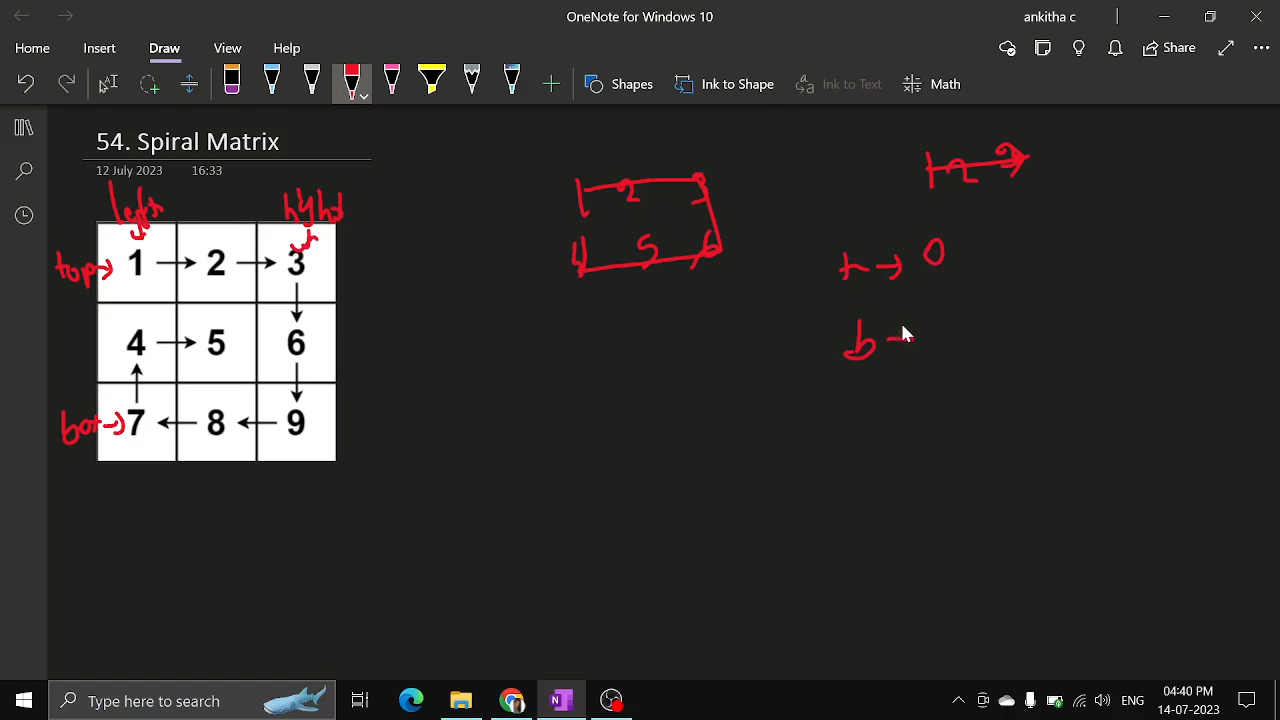 OneNote for Windows 10
ankitha c
Home Insert Draw View Help
Share
Shapes Ink to Shape Ink to Text Math
54. Spiral Matrix
12 July 2023 16:33
left right
top 1 2 3
4 5 6
bot 7 8 9
1 2 3
4 5 6
1 2 3
t → 0
b →
Type here to search
ENG
04:40 PM
14-07-2023